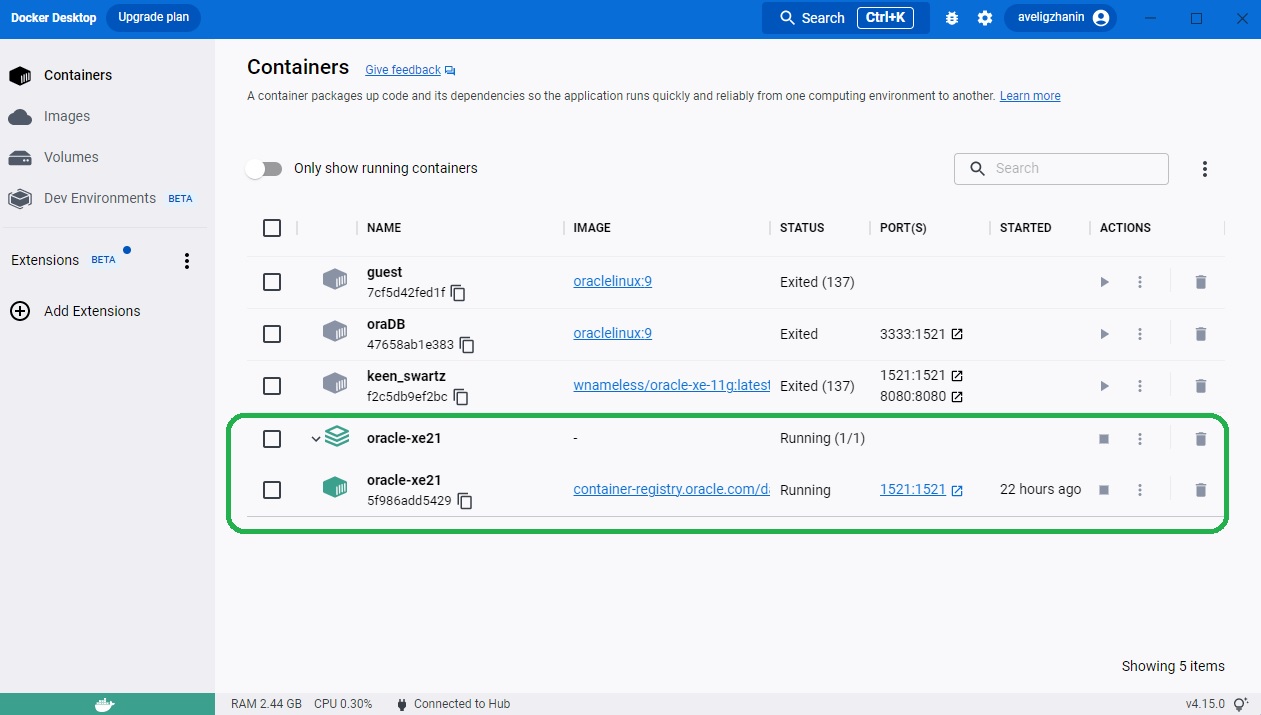 Docker Desktop Upgrade plan Search Ctrl+K aveligzhanin
Containers
Images
Volumes
Dev Environments BETA
Extensions BETA
Add Extensions
Containers Give feedback
A container packages up code and its dependencies so the application runs quickly and reliably from one computing environment to another. Learn more
Only show running containers Search
NAME IMAGE STATUS PORT(S) STARTED ACTIONS
guest
7cf5d42fed1f oraclelinux:9 Exited (137)
oraDB
47658ab1e383 oraclelinux:9 Exited 3333:1521
keen_swartz
f2c5db9ef2bc wnameless/oracle-xe-11g:latest Exited (137) 1521:1521
8080:8080
oracle-xe21 - Running (1/1)
oracle-xe21
5f986add5429 container-registry.oracle.com/da Running 1521:1521 22 hours ago
Showing 5 items
RAM 2.44 GB CPU 0.30% Connected to Hub v4.15.0